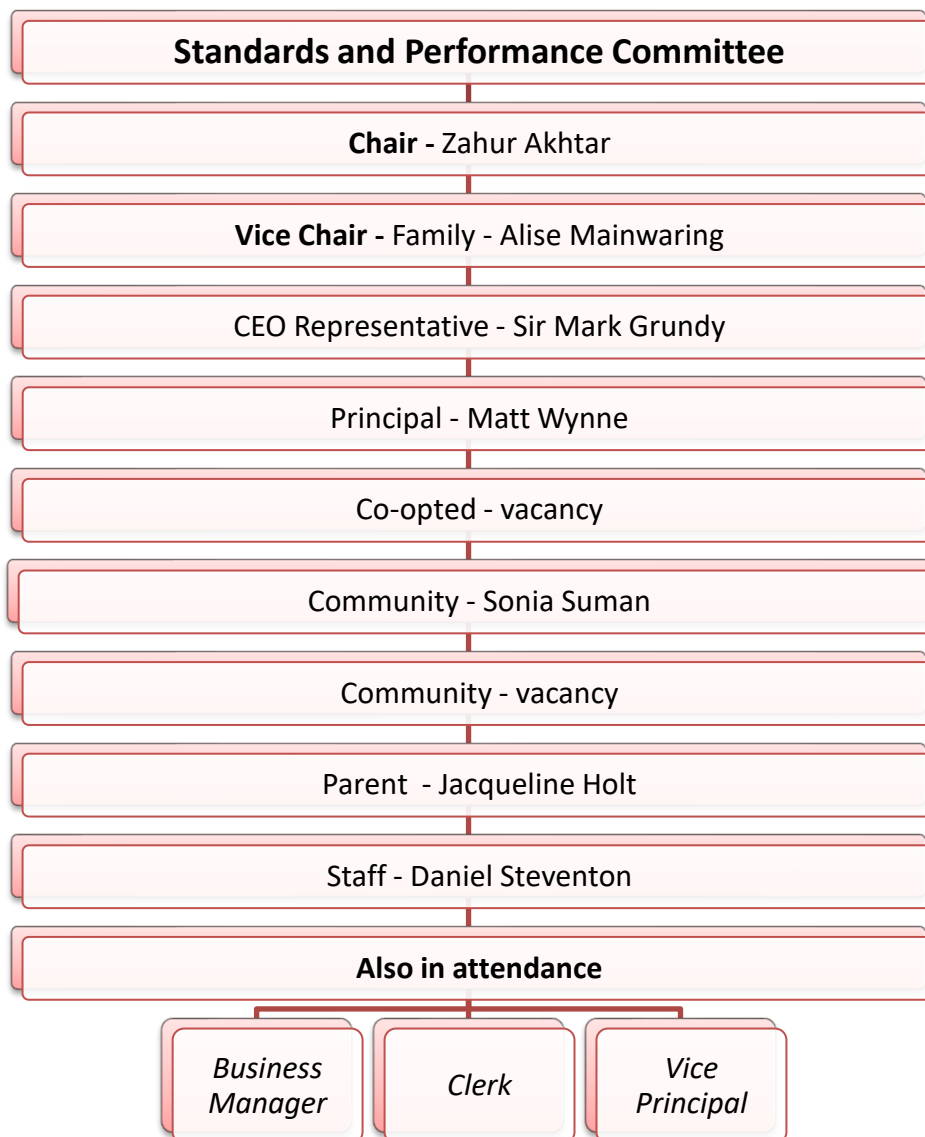 Standards and Performance Committee
Chair - Zahur Akhtar
Vice Chair - Family - Alise Mainwaring
CEO Representative - Sir Mark Grundy
Principal - Matt Wynne
Co-opted - vacancy
Community - Sonia Suman
Community - vacancy
Parent  - Jacqueline Holt
Staff - Daniel Steventon
Also in attendance
Business
Manager
Clerk
Vice
Principal